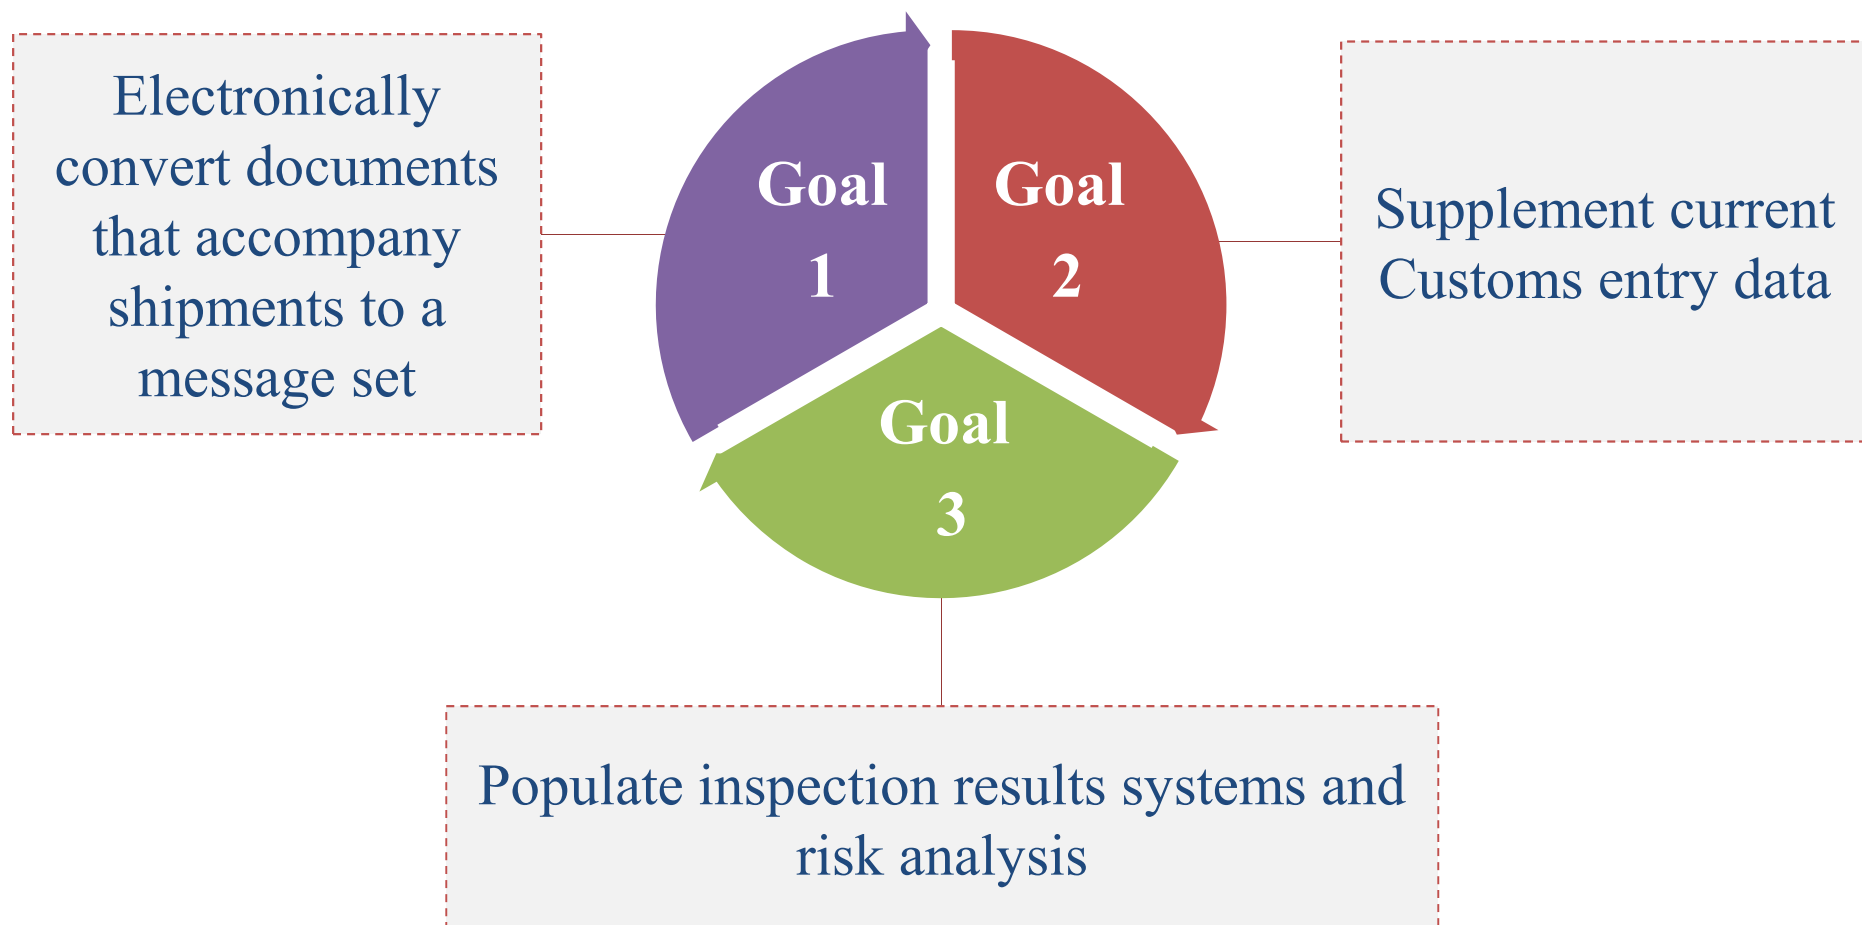 Electronically
convert documents
that accompany
shipments to a
message set
Goal
1
Goal
2
Supplement current
Customs entry data
Goal
3
Populate inspection results systems and
risk analysis